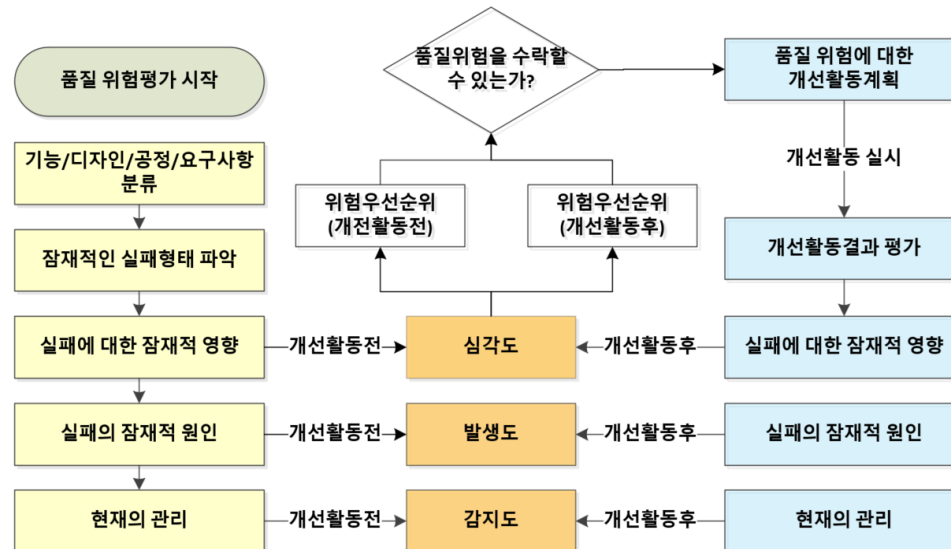 품질 위험평가 시작
기능/디자인/공정/요구사항
분류
잠재적인 실패형태 파악
실패에 대한 잠재적 영향
실패의 잠재적 원인
현재의 관리
개선활동전
개선활동전
개선활동전
품질위험을 수락할
수 있는가?
위험우선순위
(개전활동전)
위험우선순위
(개선활동후)
심각도
발생도
감지도
개선활동후
개선활동후
개선활동후
품질 위험에 대한
개선활동계획
개선활동 실시
개선활동결과 평가
실패에 대한 잠재적 영향
실패의 잠재적 원인
현재의 관리